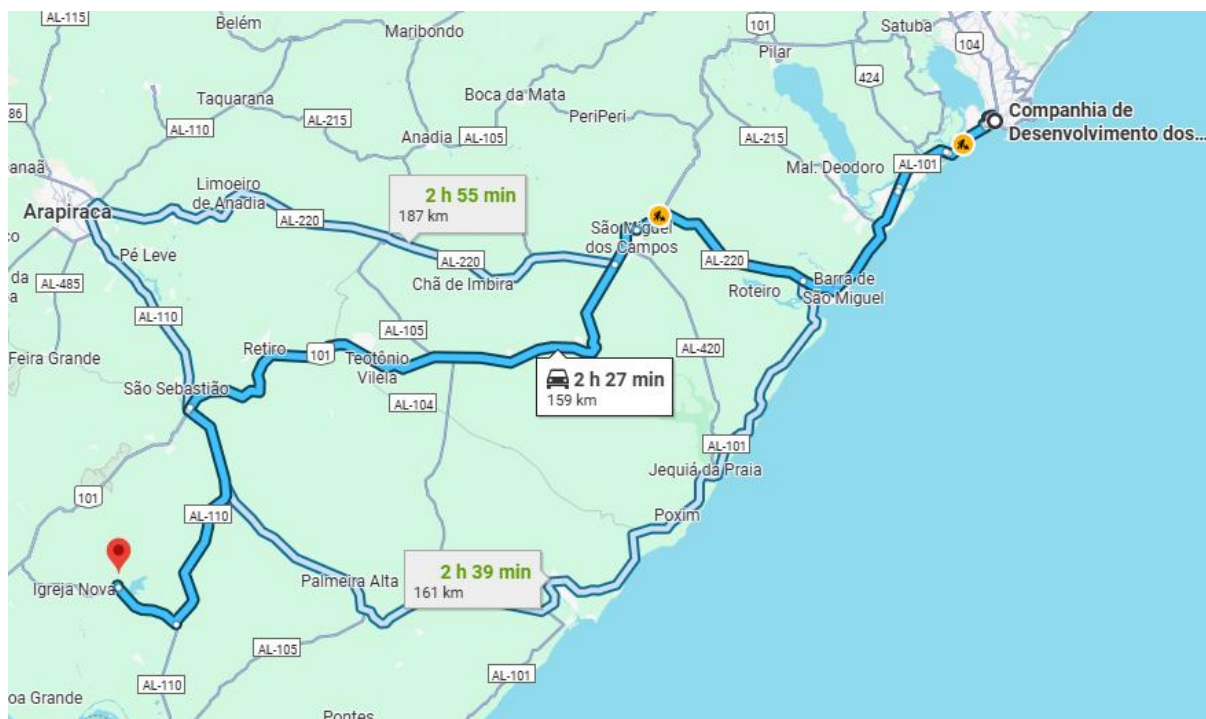 AL-115
Belém
Maribondo
101
Satuba
104
Pilar
424
Companhia de
Desenvolvimento dos...
86
Taquarana
AL-110
AL-215
Boca da Mata
Anadia
AL-105
PeriPeri
AL-215
AL-101
Mal. Deodoro
Limoeiro
de Anadia
2 h 55 min
187 km
Arapiraca
AL-220
São Miguel
dos Campos
Pé Leve
AL-220
AL-220
Chã de Imbira
Roteiro
Barra de
São Miguel
AL-485
AL-110
AL-105
Retiro
101
Teotônio
Vilela
AL-420
Feira Grande
2 h 27 min
159 km
São Sebastião
AL-104
AL-101
Jequiá da Praia
101
AL-110
Poxim
Igreja Nova
Palmeira Alta
2 h 39 min
161 km
AL-105
AL-101
AL-110
oa Grande
Pontes